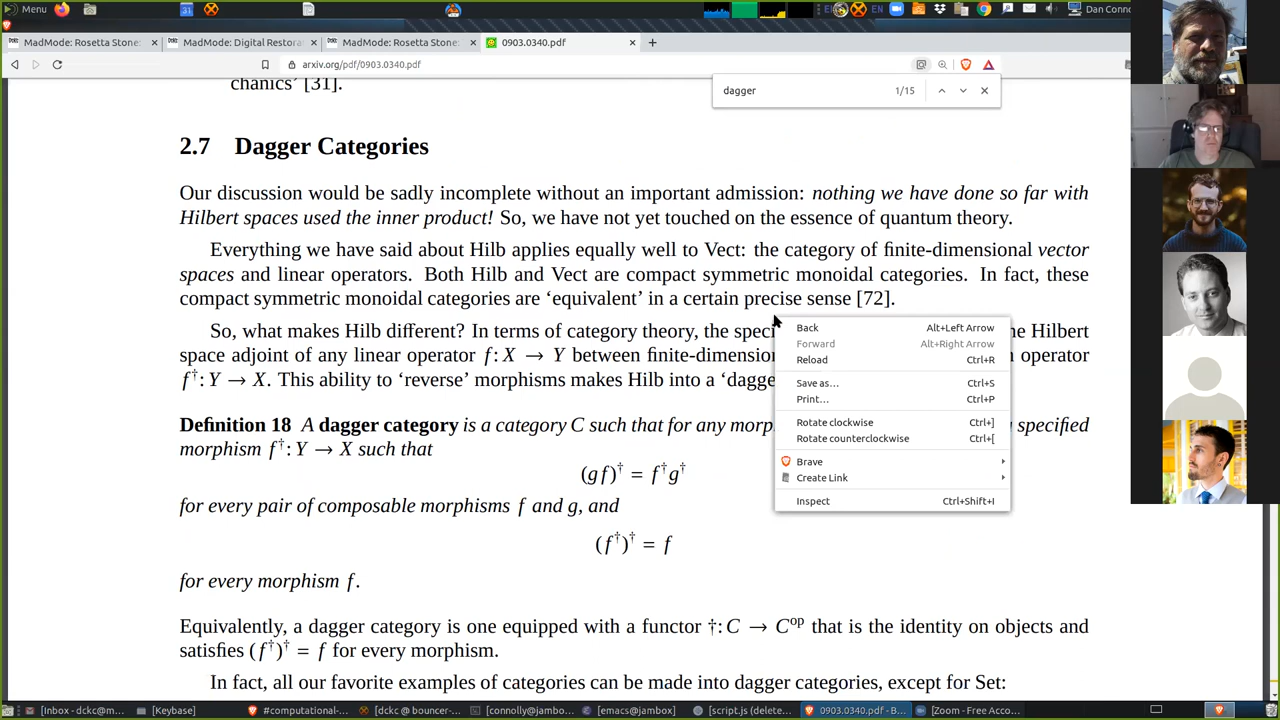 Menu
31
EN
EN
Dan Conno
MadMode: Rosetta Stone:
MadMode: Digital Restora
MadMode: Rosetta Stone:
0903.0340.pdf
arxiv.org/pdf/0903.0340.pdf
dagger 1/15
chanics’ [31].
2.7 Dagger Categories
Our discussion would be sadly incomplete without an important admission: nothing we have done so far with
Hilbert spaces used the inner product! So, we have not yet touched on the essence of quantum theory.
Everything we have said about Hilb applies equally well to Vect: the category of finite-dimensional vector
spaces and linear operators. Both Hilb and Vect are compact symmetric monoidal categories. In fact, these
compact symmetric monoidal categories are ‘equivalent’ in a certain precise sense [72].
So, what makes Hilb different? In terms of category theory, the speci
he Hilbert
space adjoint of any linear operator f : X → Y between finite-dimension
n operator
f†: Y → X. This ability to ‘reverse’ morphisms makes Hilb into a ‘dagge
Definition 18 A dagger category is a category C such that for any morp
g specified
morphism f†: Y → X such that
(gf)† = f†g†
for every pair of composable morphisms f and g, and
(f†)† = f
for every morphism f.
Equivalently, a dagger category is one equipped with a functor †: C → Cop that is the identity on objects and
satisfies (f†)† = f for every morphism.
In fact, all our favorite examples of categories can be made into dagger categories, except for Set:
Back Alt+Left Arrow
Forward Alt+Right Arrow
Reload Ctrl+R
Save as... Ctrl+S
Print... Ctrl+P
Rotate clockwise Ctrl+]
Rotate counterclockwise Ctrl+[
Brave
Create Link
Inspect Ctrl+Shift+I
[Inbox - dckc@m...
[Keybase]
#computational-...
[dckc @ bouncer-...
[connolly@jambo...
[emacs@jambox]
[script.js (delete...
0903.0340.pdf - B...
[Zoom - Free Acco...